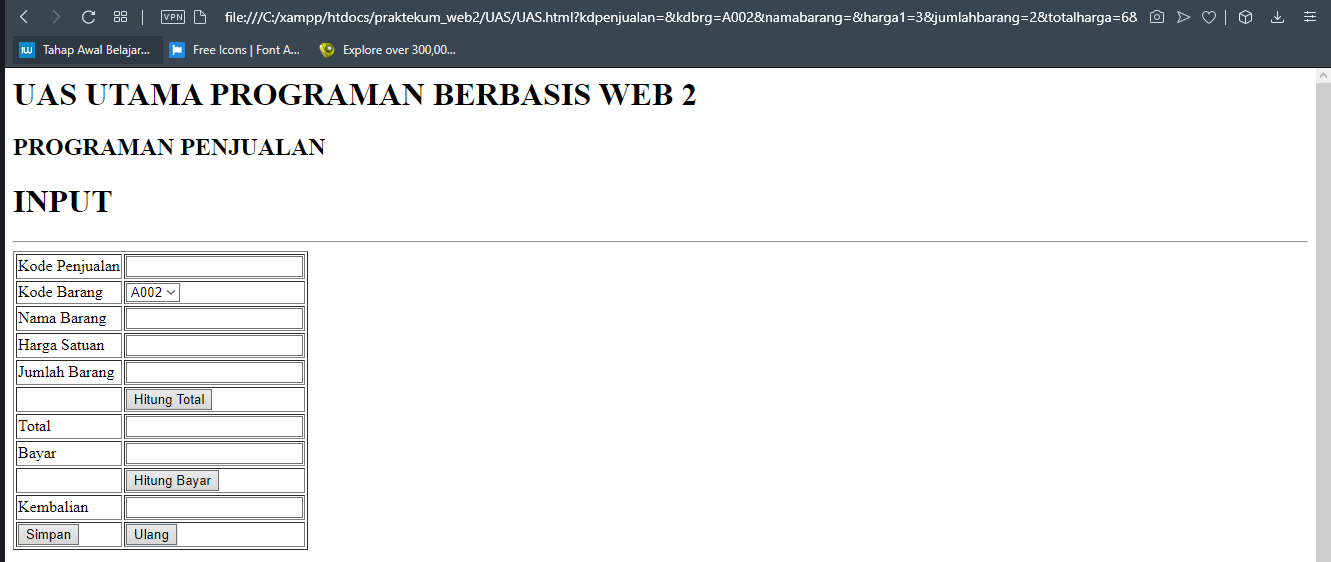 VPN file:///C:/xampp/htdocs/praktekum_web2/UAS/UAS.html?kdpenjualan=&kdbrg=A002&namabarang=&harga1=3&jumlahbarang=2&totalharga=6&
IW Tahap Awal Belajar... Free Icons | Font A... Explore over 300,00...
UAS UTAMA PROGRAMAN BERBASIS WEB 2
PROGRAMAN PENJUALAN
INPUT
Kode Penjualan
Kode Barang A002
Nama Barang
Harga Satuan
Jumlah Barang
Hitung Total
Total
Bayar
Hitung Bayar
Kembalian
Simpan Ulang